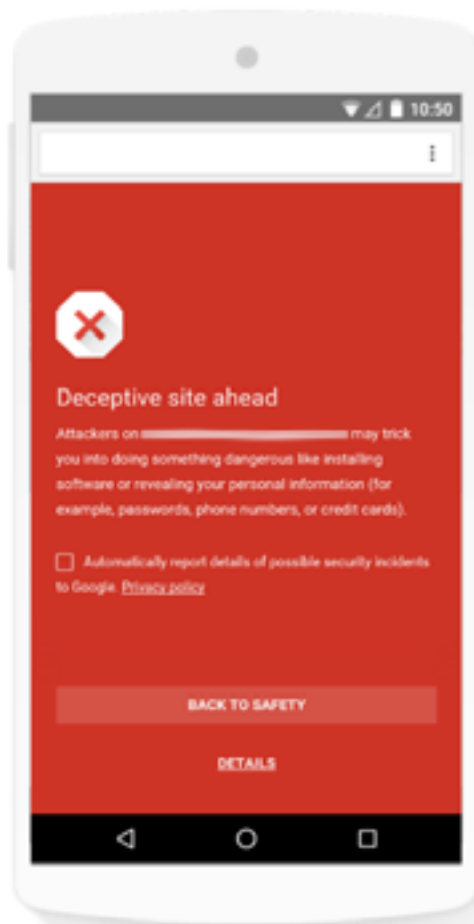 10:50
Deceptive site ahead
Attackers on may trick
you into doing something dangerous like installing
software or revealing your personal information (for
example, passwords, phone numbers, or credit cards).
Automatically report details of possible security incidents
to Google. Privacy policy
BACK TO SAFETY
DETAILS